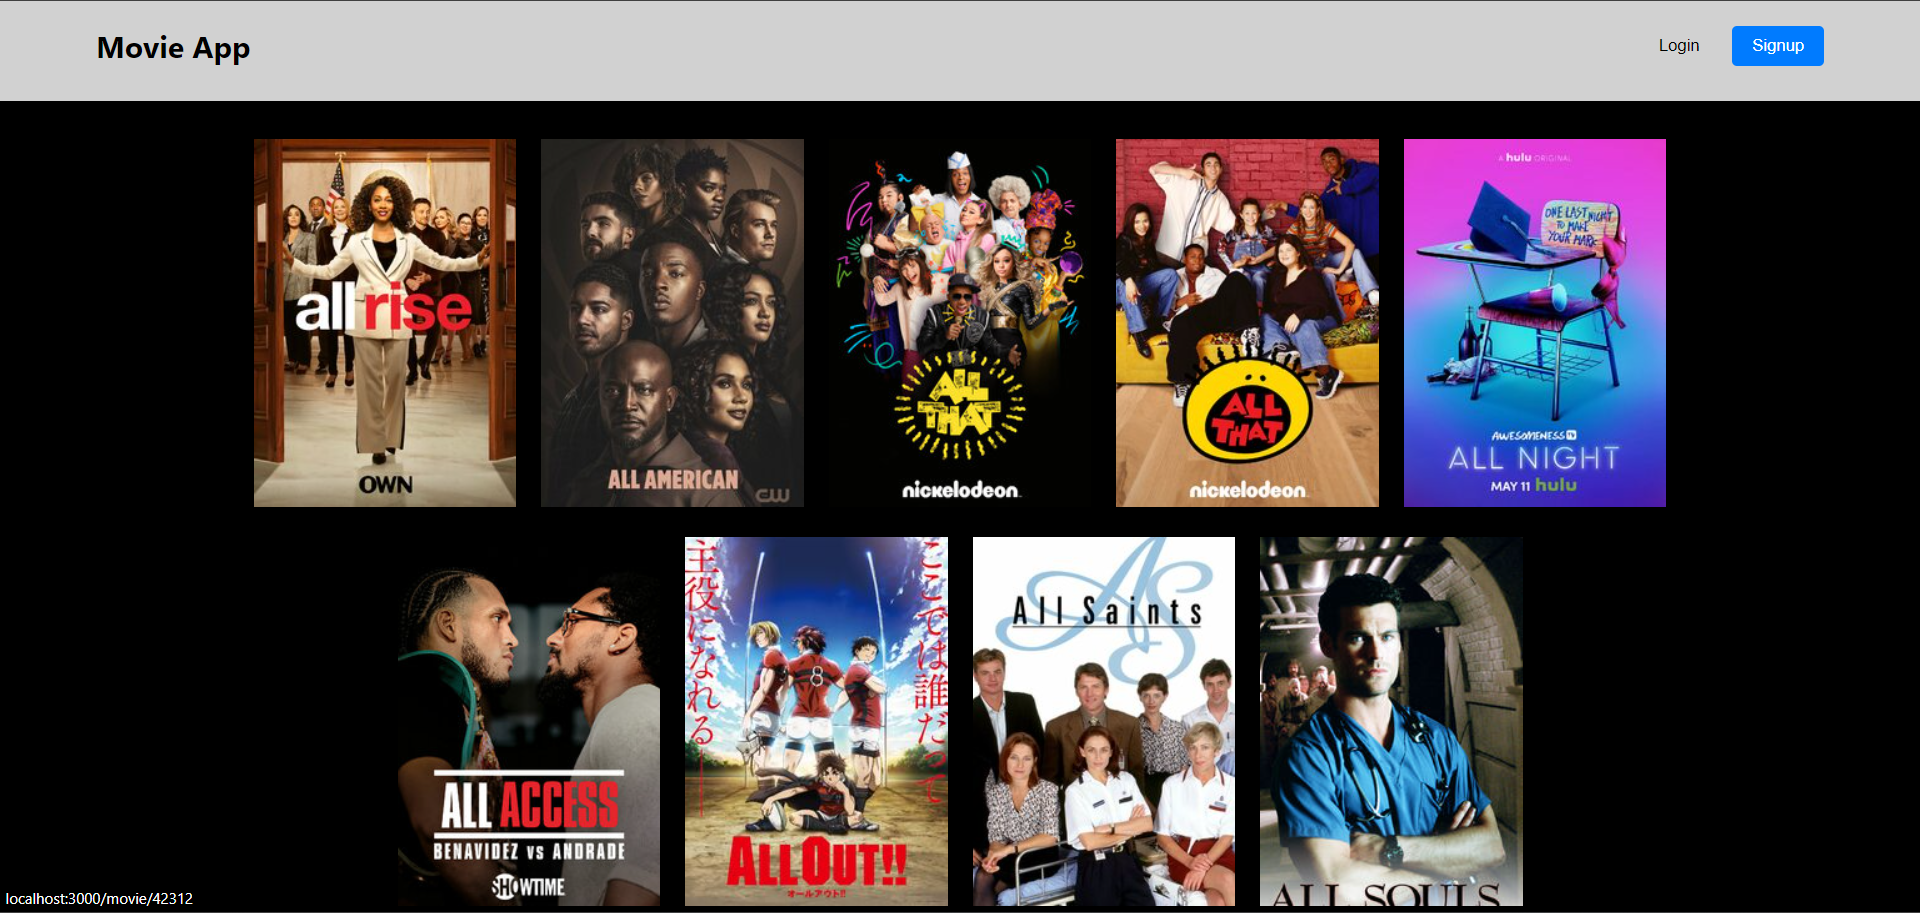 Movie App
Login
Signup
all rise
OWN
ALL AMERICAN
CW
ALL
THAT
nickelodeon
ALL
THAT
nickelodeon
A hulu ORIGINAL
ONE LAST NIGHT
TO MAKE
YOUR MARK
AWESOMENESS TV
ALL NIGHT
MAY 11 hulu
ALL ACCESS
BENAVIDEZ VS ANDRADE
SHOWTIME
ここでは誰だって
主役になれる
8
ALL OUT!!
オールアウト!!
AS
All Saints
ALL SOULS
localhost:3000/movie/42312